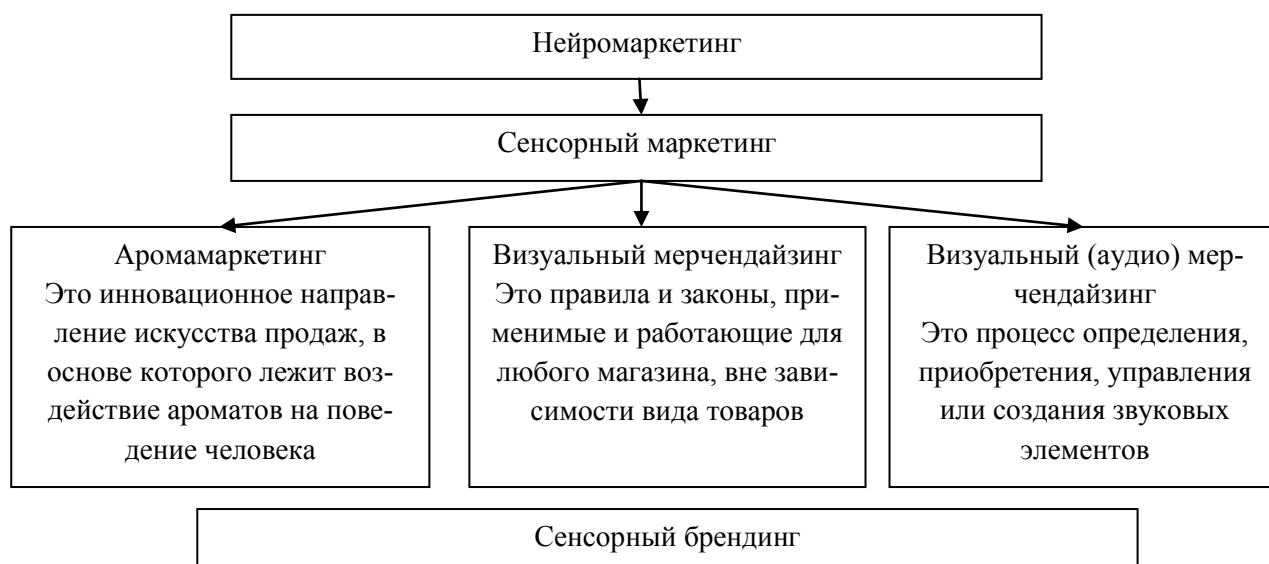 Нейромаркетинг
Сенсорный маркетинг
Аромамаркетинг
Это инновационное направ-
ление искусства продаж, в
основе которого лежит воз-
действие ароматов на пове-
дение человека
Визуальный мерчендайзинг
Это правила и законы, при-
менимые и работающие для
любого магазина, вне зави-
симости вида товаров
Визуальный (аудио) мер-
чендайзинг
Это процесс определения,
приобретения, управления
или создания звуковых
элементов
Сенсорный брендинг